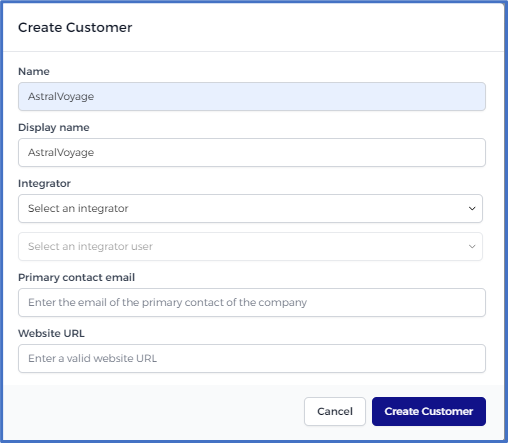 Create Customer
Name
AstralVoyage
Display name
AstralVoyage
Integrator
Select an integrator
Select an integrator user
Primary contact email
Enter the email of the primary contact of the company
Website URL
Enter a valid website URL
Cancel Create Customer